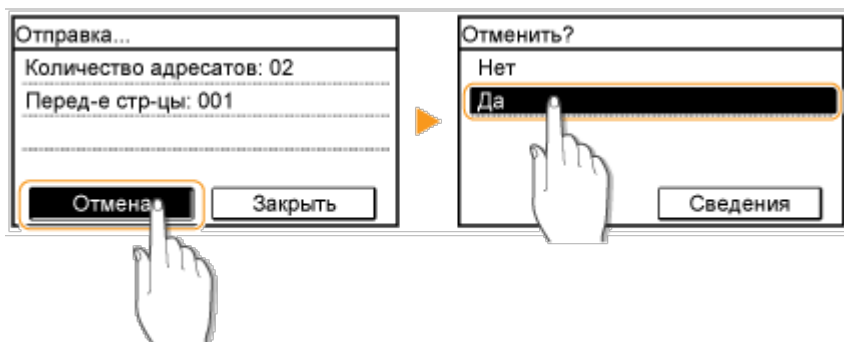 Отправка...
Количество адресатов: 02
Перед-е стр-цы: 001
Отмена
Закрыть
Отменить?
Нет
Да
Сведения